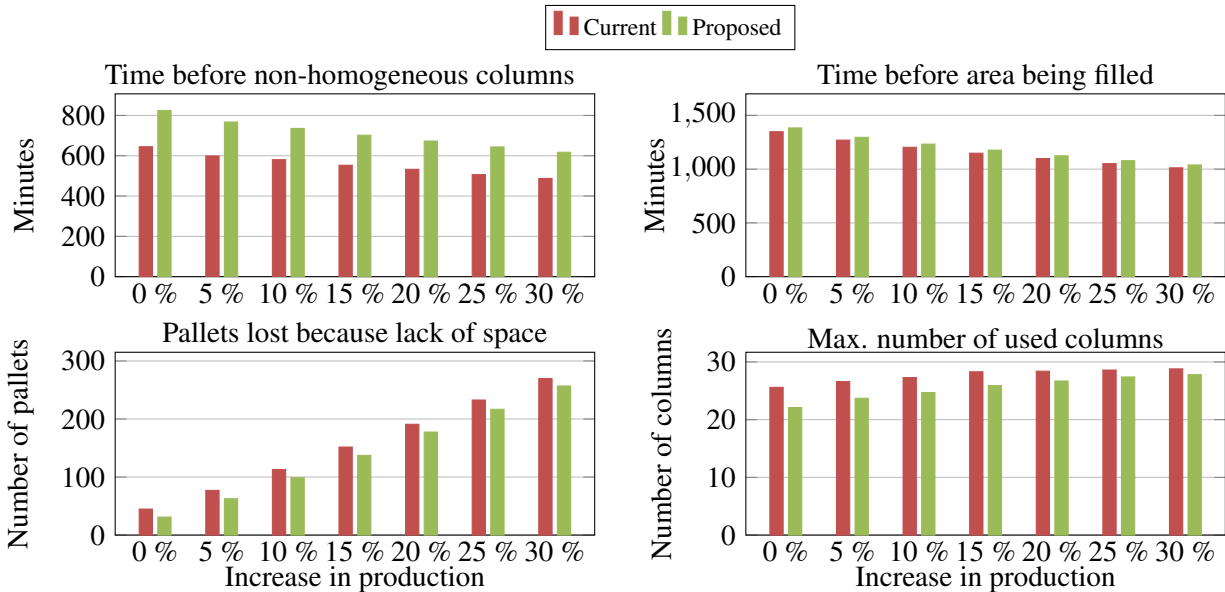 Current Proposed
Time before non-homogeneous columns
Minutes
800
600
400
200
0
0 % 5 % 10 % 15 % 20 % 25 % 30 %
Time before area being filled
Minutes
1,500
1,000
500
0
0 % 5 % 10 % 15 % 20 % 25 % 30 %
Pallets lost because lack of space
Number of pallets
300
200
100
0
0 % 5 % 10 % 15 % 20 % 25 % 30 %
Increase in production
Max. number of used columns
Number of columns
30
20
10
0
0 % 5 % 10 % 15 % 20 % 25 % 30 %
Increase in production